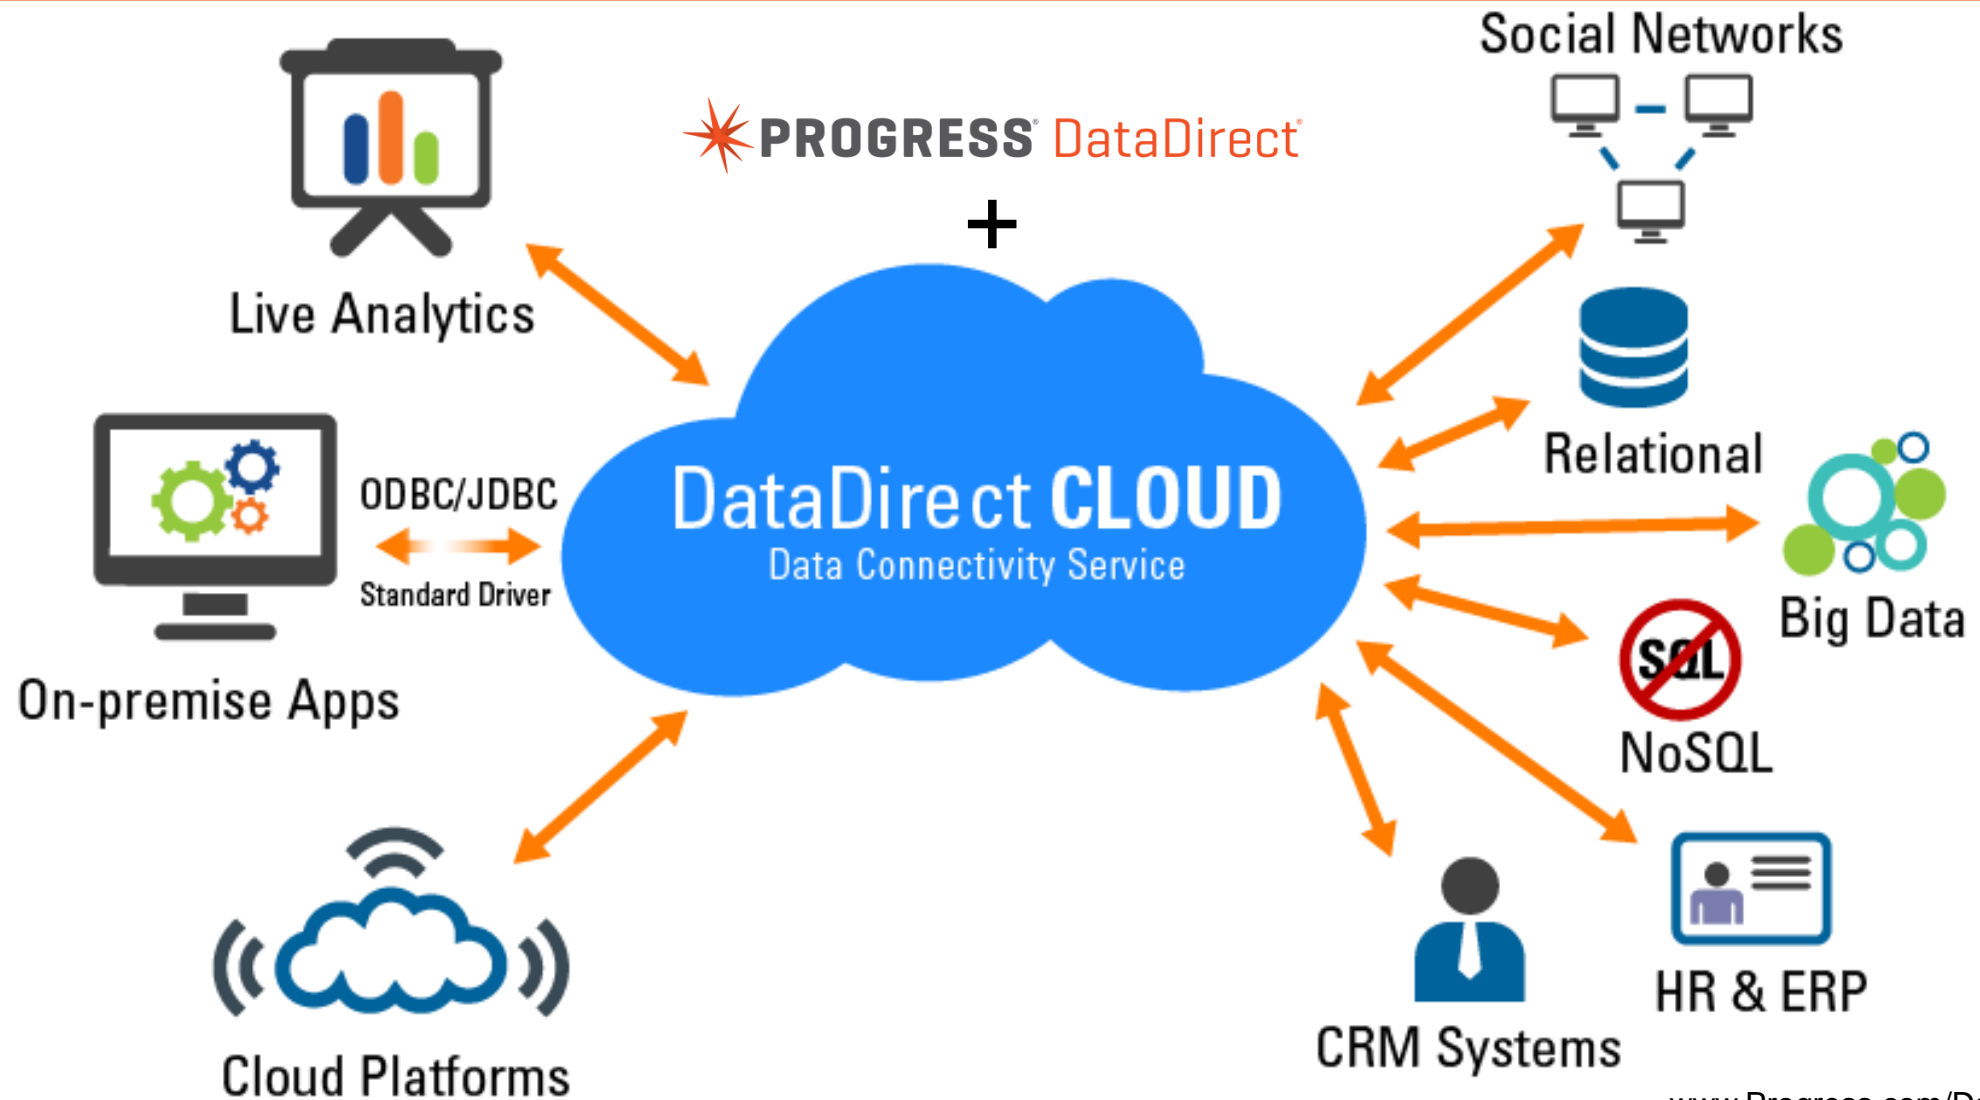 Social Networks
PROGRESS® DataDirect®
+
Live Analytics
Relational
ODBC/JDBC
Standard Driver
DataDirect CLOUD
Data Connectivity Service
Big Data
SQL
NoSQL
On-premise Apps
HR & ERP
CRM Systems
Cloud Platforms